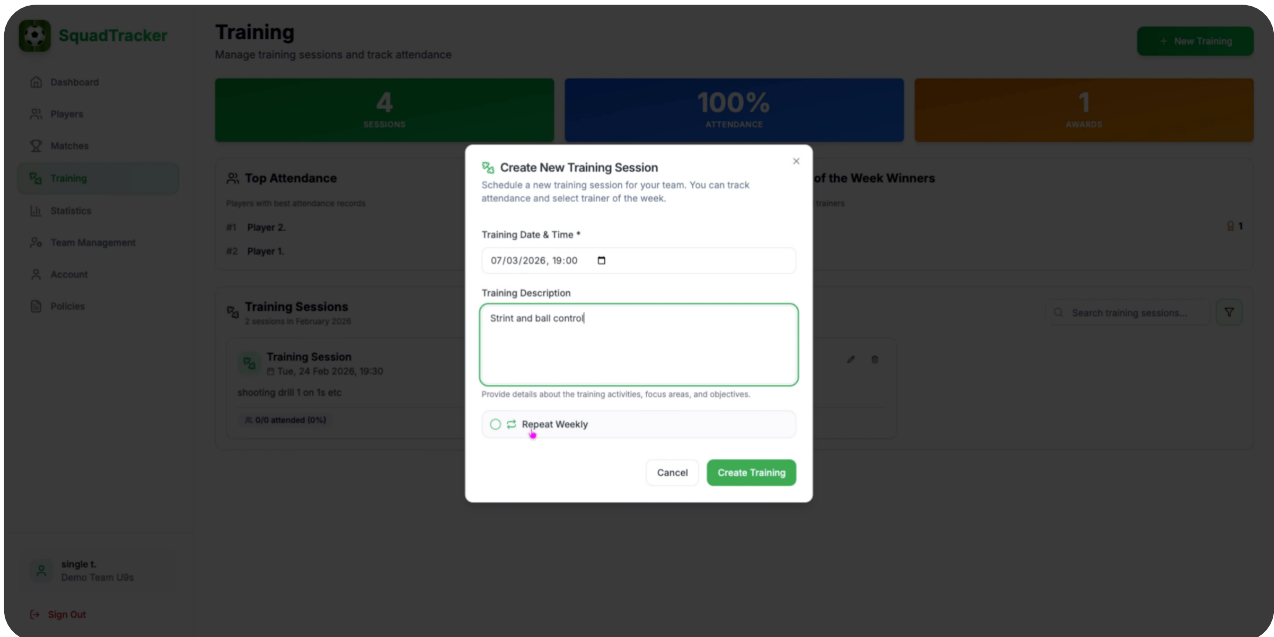 SquadTracker
Dashboard
Players
Matches
Training
Statistics
Team Management
Account
Policies
single t.
Demo Team U9s
Sign Out
Training
Manage training sessions and track attendance
+ New Training
4
SESSIONS
100%
ATTENDANCE
1
AWARDS
Top Attendance
Players with best attendance records
#1 Player 2.
#2 Player 1.
of the Week Winners
trainers
1
Training Sessions
2 sessions in February 2026
Search training sessions...
Training Session
Tue, 24 Feb 2026, 19:30
shooting drill 1 on 1s etc
0/0 attended (0%)
Create New Training Session
Schedule a new training session for your team. You can track
attendance and select trainer of the week.
Training Date & Time *
07/03/2026, 19:00
Training Description
Strint and ball control
Provide details about the training activities, focus areas, and objectives.
Repeat Weekly
Cancel
Create Training